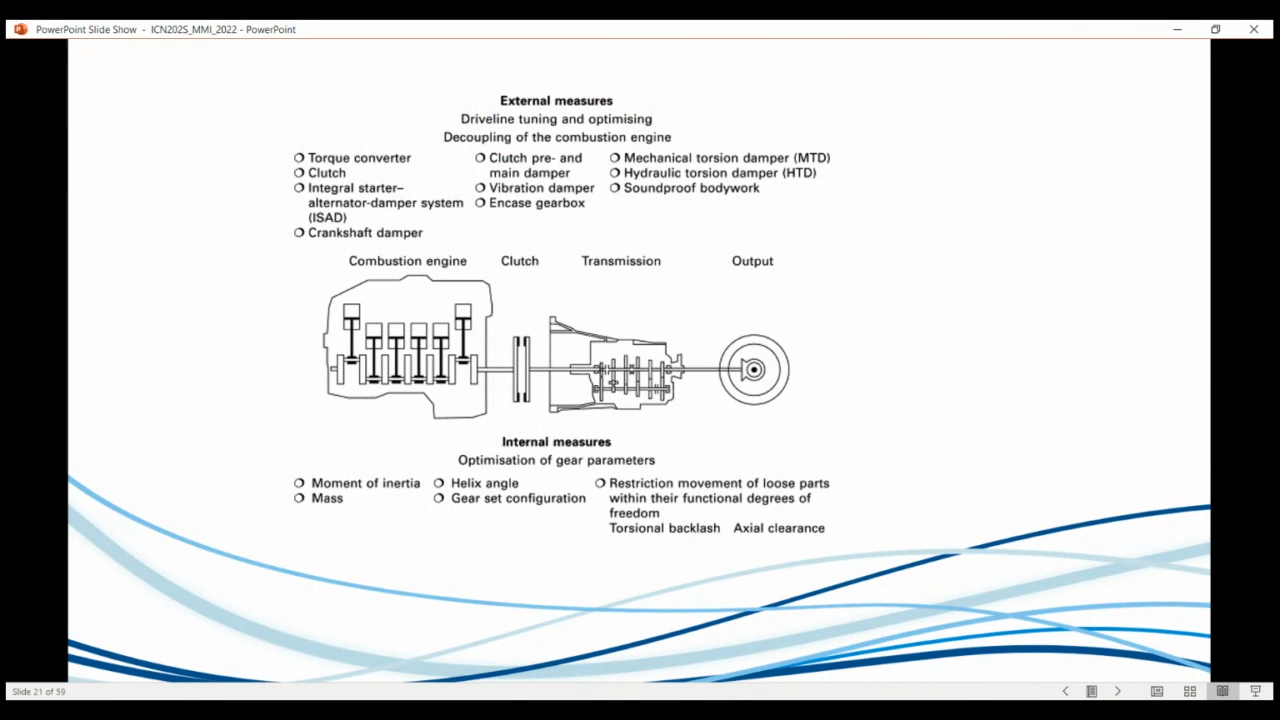 PowerPoint Slide Show - ICN202S_MMI_2022 - PowerPoint
External measures
Driveline tuning and optimising
Decoupling of the combustion engine
Torque converter
Clutch
Integral starter–
alternator-damper system
(ISAD)
Crankshaft damper
Clutch pre- and
main damper
Vibration damper
Encase gearbox
Mechanical torsion damper (MTD)
Hydraulic torsion damper (HTD)
Soundproof bodywork
Combustion engine Clutch Transmission Output
Internal measures
Optimisation of gear parameters
Moment of inertia
Mass
Helix angle
Gear set configuration
Restriction movement of loose parts
within their functional degrees of
freedom
Torsional backlash Axial clearance
Slide 21 of 59